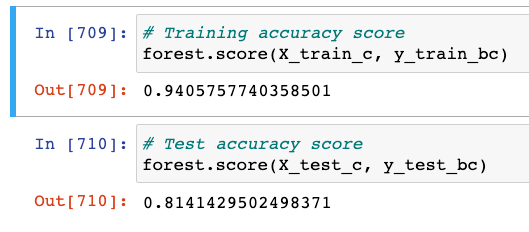 In [709]: # Training accuracy score
forest.score(X_train_c, y_train_bc)
Out[709]: 0.9405757740358501
In [710]: # Test accuracy score
forest.score(X_test_c, y_test_bc)
Out[710]: 0.8141429502498371